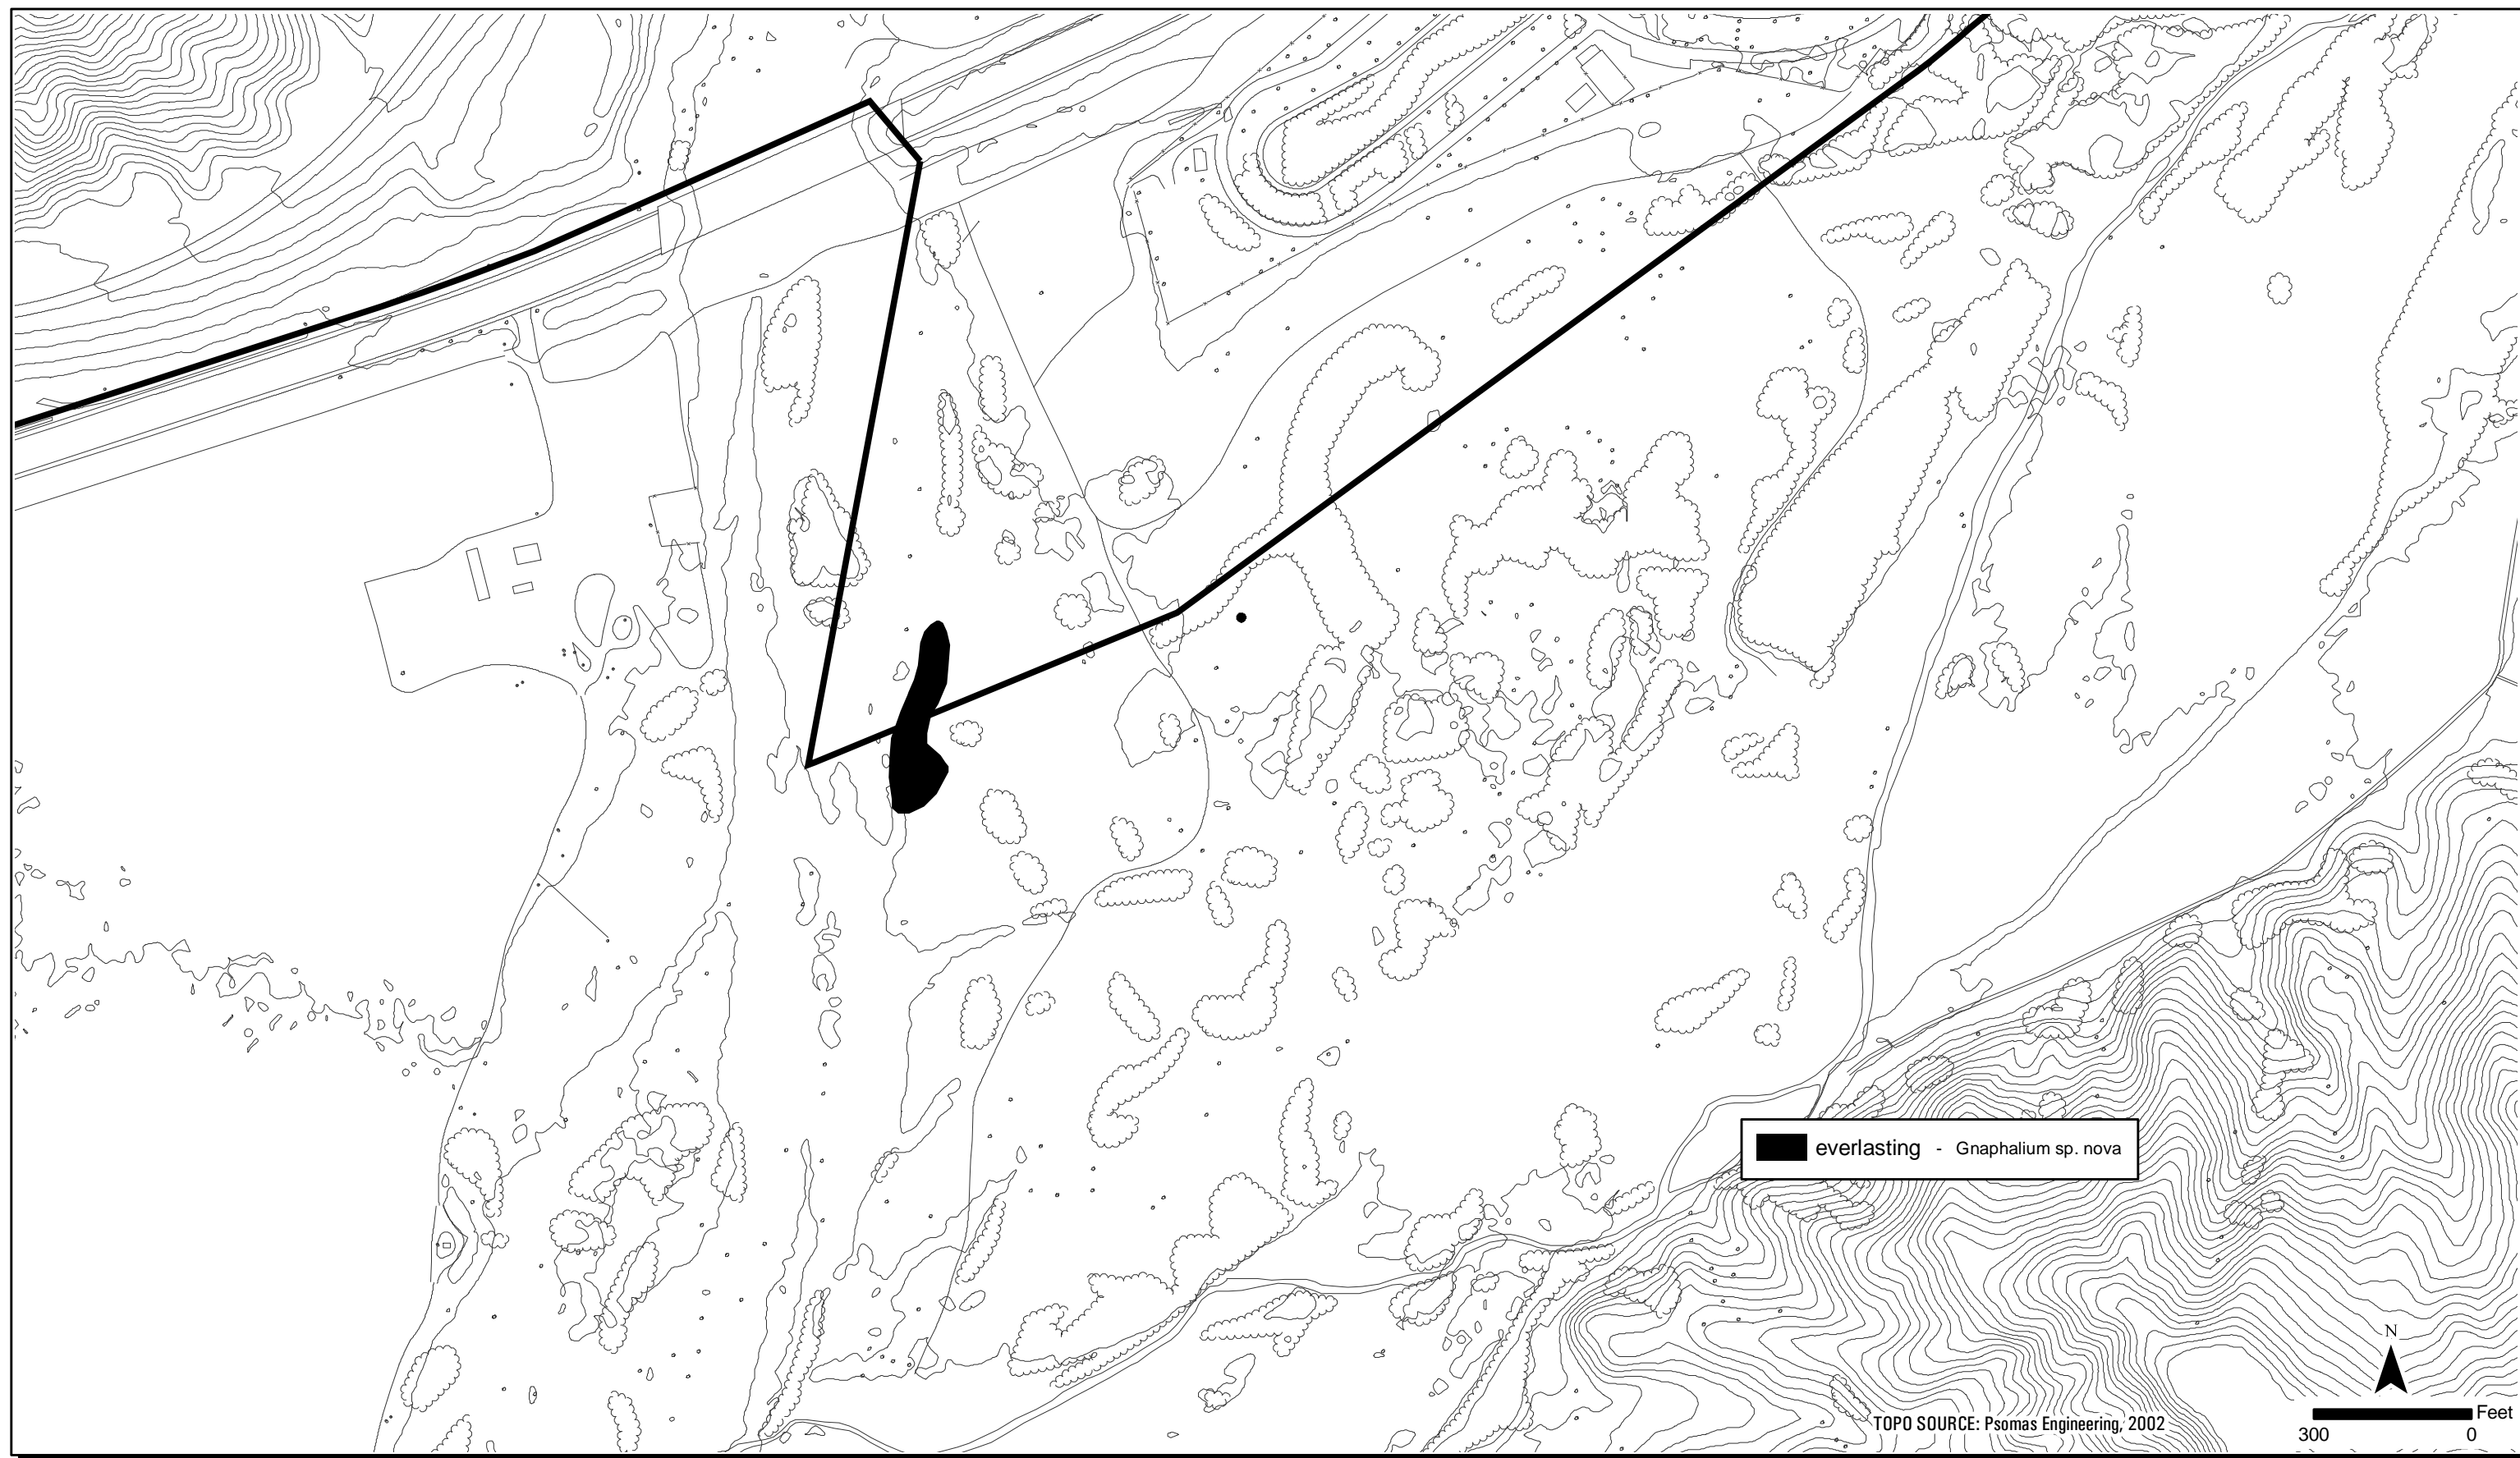 everlasting - Gnaphalium sp. nova
N
TOPO SOURCE: Psomas Engineering, 2002
Feet
300 0